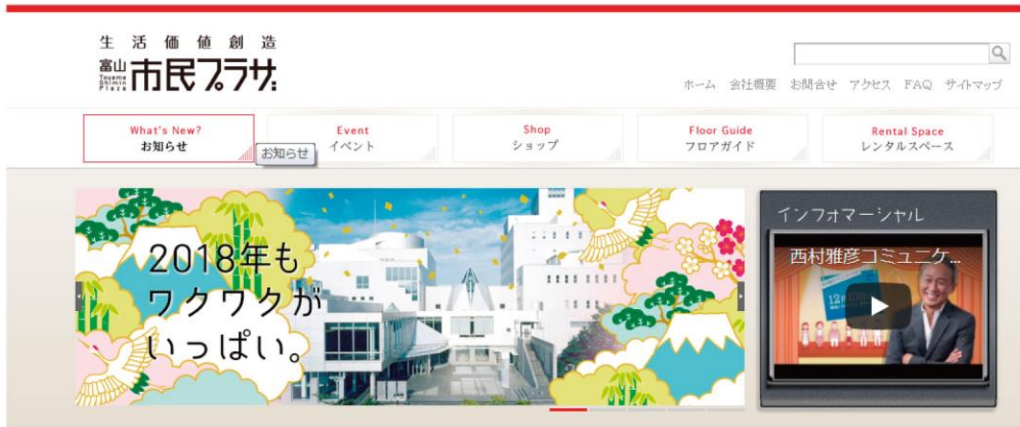 生活価値創造
富山市民プラザ
Toyama
Shimin
Plaza
ホーム 会社概要 お問合せ アクセス FAQ サイトマップ
What's New?
お知らせ
お知らせ
Event
イベント
Shop
ショップ
Floor Guide
フロアガイド
Rental Space
レンタルスペース
2018年も
ワクワクが
いっぱい。
インフォマーシャル
西村雅彦コミュニケ...